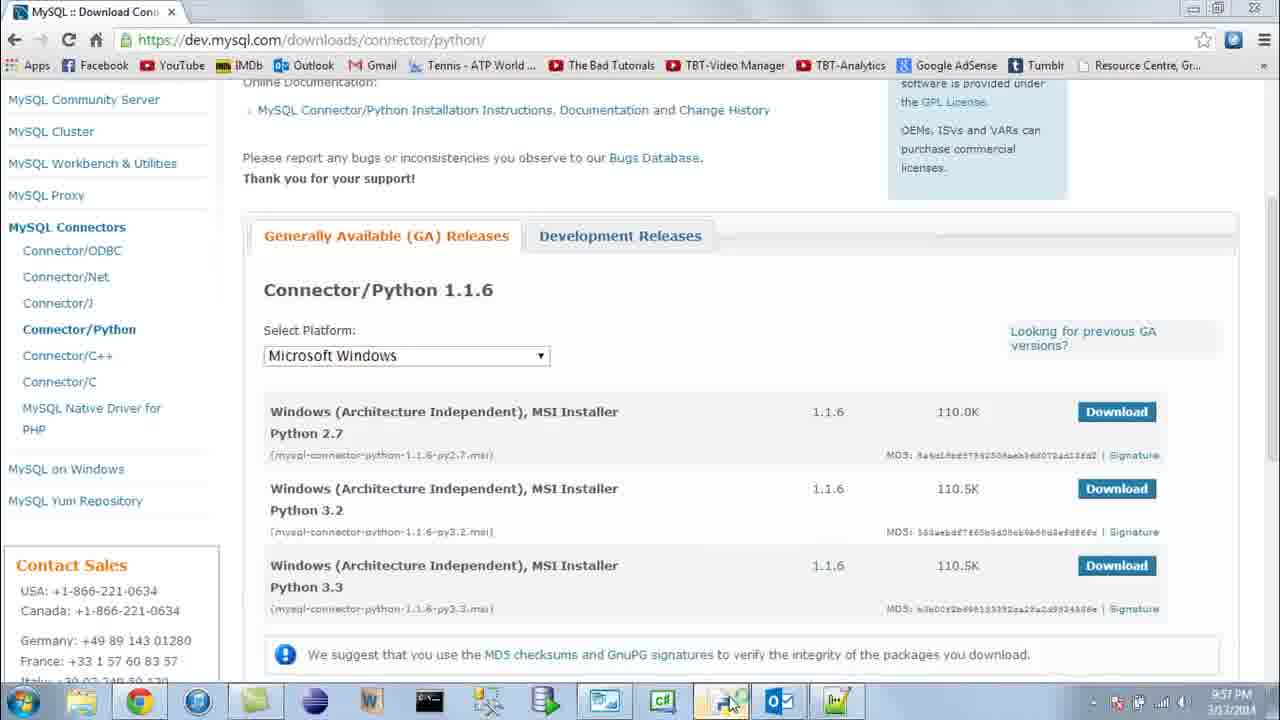 MySQL :: Download Conn
https://dev.mysql.com/downloads/connector/python/
Apps Facebook YouTube IMDb Outlook Gmail Tennis - ATP World ... The Bad Tutorials TBT-Video Manager TBT-Analytics Google AdSense Tumblr Resource Centre, Gr... »
MySQL Community Server
MySQL Cluster
MySQL Workbench & Utilities
MySQL Proxy
MySQL Connectors
Connector/ODBC
Connector/Net
Connector/J
Connector/Python
Connector/C++
Connector/C
MySQL Native Driver for
PHP
MySQL on Windows
MySQL Yum Repository
Contact Sales
USA: +1-866-221-0634
Canada: +1-866-221-0634
Germany: +49 89 143 01280
France: +33 1 57 60 83 57
Online Documentation:
MySQL Connector/Python Installation Instructions, Documentation and Change History
Please report any bugs or inconsistencies you observe to our Bugs Database.
Thank you for your support!
software is provided under
the GPL License.
OEMs, ISVs and VARs can
purchase commercial
licenses.
Generally Available (GA) Releases Development Releases
Connector/Python 1.1.6
Select Platform:
Microsoft Windows
Looking for previous GA
versions?
Windows (Architecture Independent), MSI Installer 1.1.6 110.0K Download
Python 2.7
(mysql-connector-python-1.1.6-py2.7.msi) MD5: | Signature
Windows (Architecture Independent), MSI Installer 1.1.6 110.5K Download
Python 3.2
(mysql-connector-python-1.1.6-py3.2.msi) MD5: | Signature
Windows (Architecture Independent), MSI Installer 1.1.6 110.5K Download
Python 3.3
(mysql-connector-python-1.1.6-py3.3.msi) MD5: | Signature
We suggest that you use the MD5 checksums and GnuPG signatures to verify the integrity of the packages you download.
9:57 PM
3/13/2014